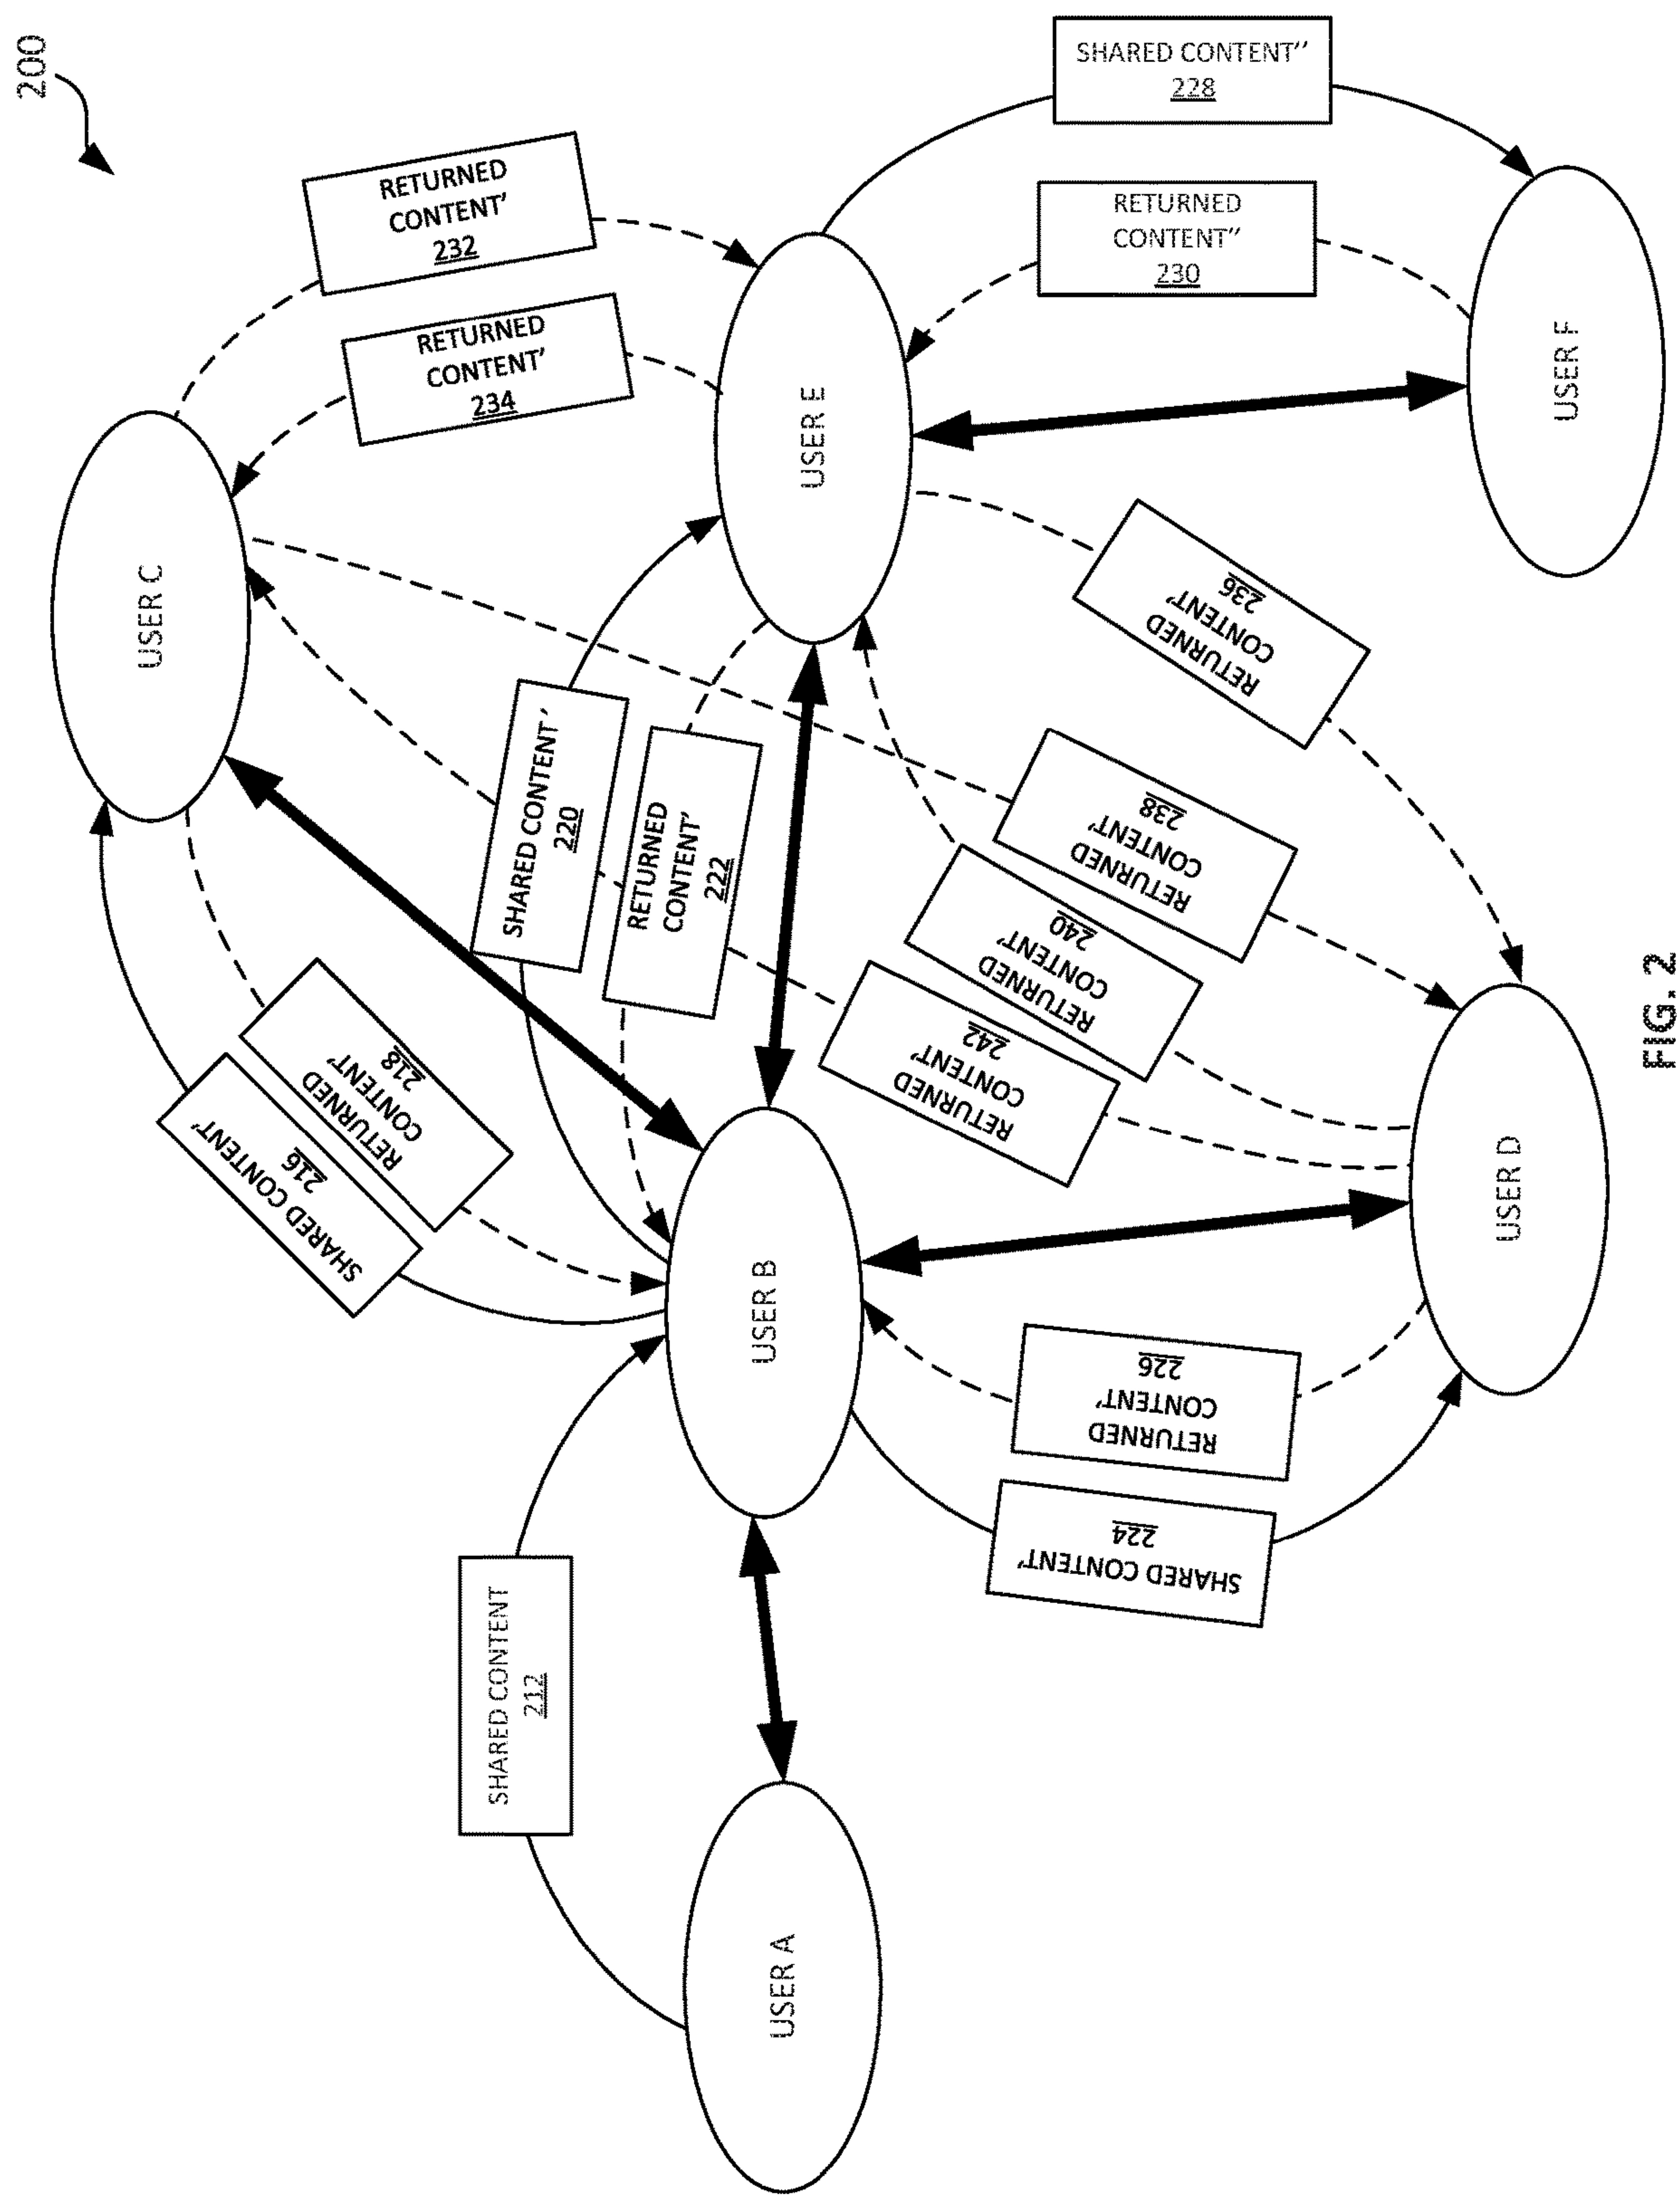 200
RETURNED
CONTENT'
232
RETURNED
CONTENT'
234
SHARED CONTENT''
228
RETURNED
CONTENT''
230
USER C
USER E
USER F
SHARED CONTENT'
220
RETURNED
CONTENT'
222
RETURNED
CONTENT'
236
RETURNED
CONTENT'
238
RETURNED
CONTENT'
240
RETURNED
CONTENT'
242
RETURNED
CONTENT'
218
SHARED CONTENT'
216
USER B
USER D
RETURNED
CONTENT'
226
SHARED CONTENT'
224
SHARED CONTENT
212
USER A
FIG. 2